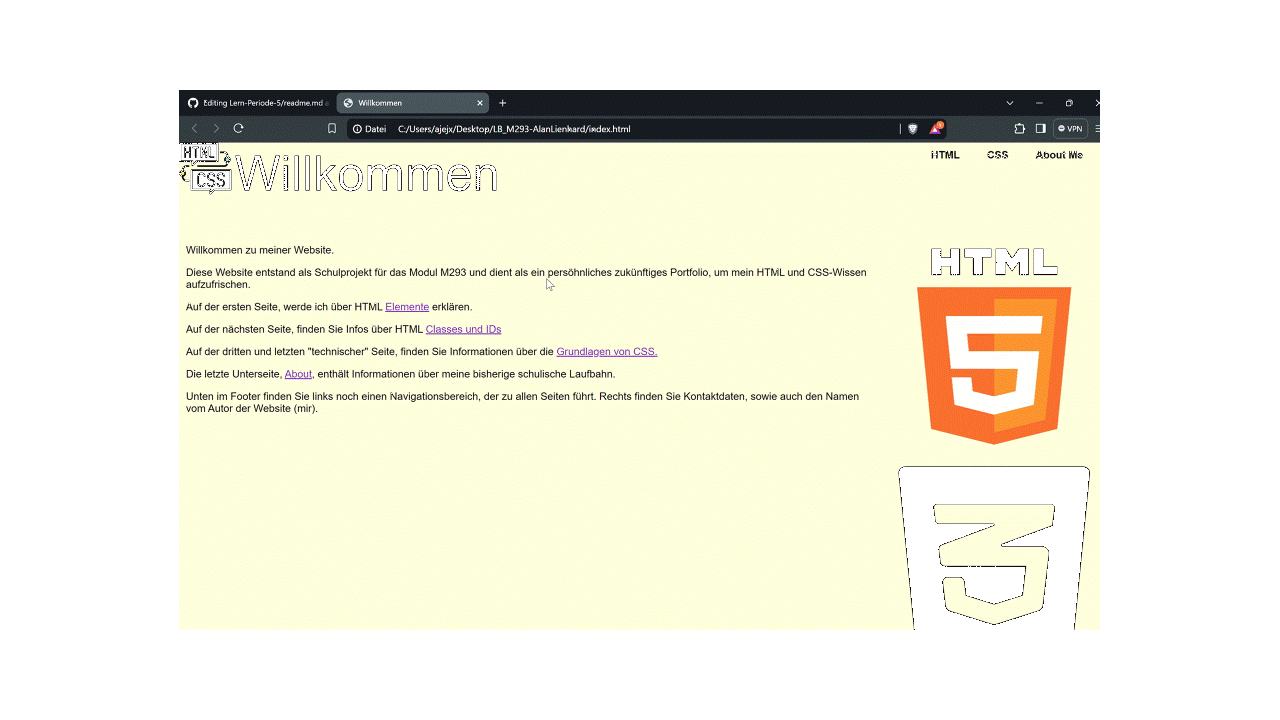 Editing Lern-Periode-5/readme.md a
Willkommen
Datei C:/Users/ajejx/Desktop/LB_M293-AlanLienhard/index.html
VPN
HTML
CSS
Willkommen
HTML CSS About Me
Willkommen zu meiner Website.
Diese Website entstand als Schulprojekt für das Modul M293 und dient als ein persöhnliches zukünftiges Portfolio, um mein HTML und CSS-Wissen
aufzufrischen.
Auf der ersten Seite, werde ich über HTML Elemente erklären.
Auf der nächsten Seite, finden Sie Infos über HTML Classes und IDs
Auf der dritten und letzten "technischer" Seite, finden Sie Informationen über die Grundlagen von CSS.
Die letzte Unterseite, About, enthält Informationen über meine bisherige schulische Laufbahn.
Unten im Footer finden Sie links noch einen Navigationsbereich, der zu allen Seiten führt. Rechts finden Sie Kontaktdaten, sowie auch den Namen
vom Autor der Website (mir).
HTML
5
3